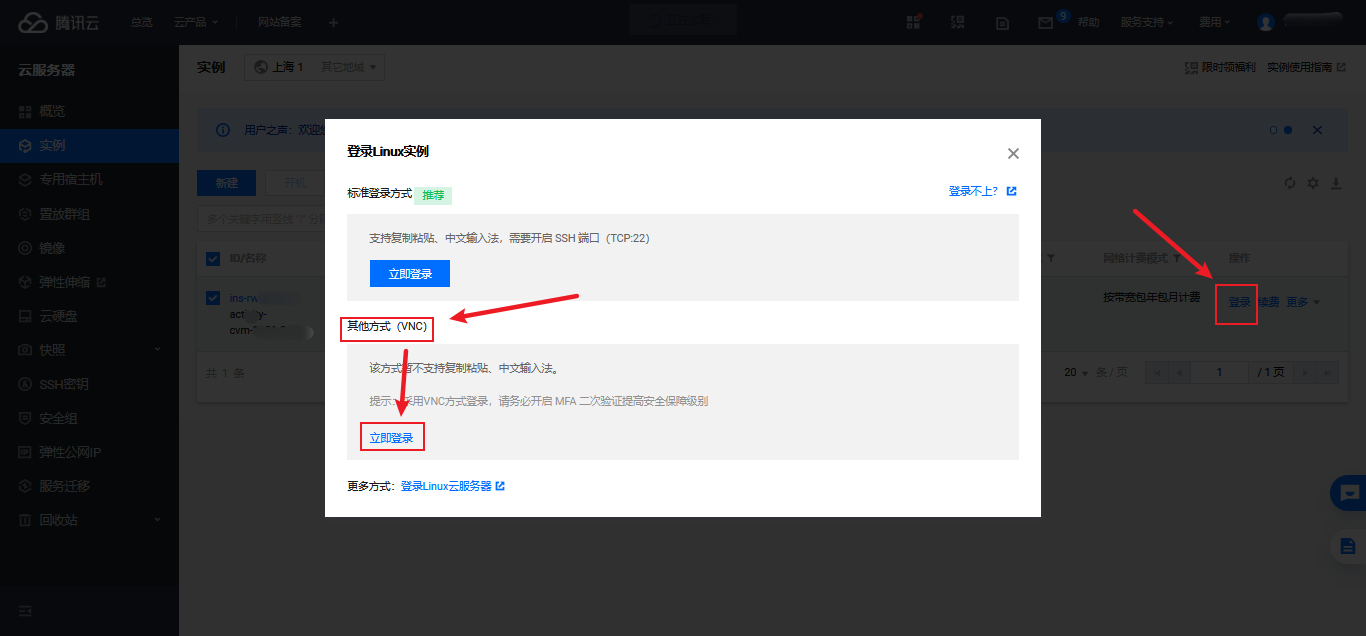 腾讯云 总览 云产品 网站备案 + 9 帮助 服务支持 费用
云服务器
概览
实例
专用宿主机
置放群组
镜像
弹性伸缩
云硬盘
快照
SSH密钥
安全组
弹性公网IP
服务迁移
回收站
实例 上海 1 其它地域 限时领福利 实例使用指南
用户之声：欢迎
新建 开机
多个关键字用竖线
ID/名称 网络计费模式 操作
ins-rw 按带宽包年包月计费 登录 续费 更多
cvm-
共 1 条 20 条 / 页 1 / 1 页
登录Linux实例
标准登录方式 推荐 登录不上?
支持复制粘贴、中文输入法，需要开启 SSH 端口（TCP:22）
立即登录
其他方式（VNC）
该方式暂不支持复制粘贴、中文输入法。
提示：采用VNC方式登录，请务必开启 MFA 二次验证提高安全保障级别
立即登录
更多方式：登录Linux云服务器